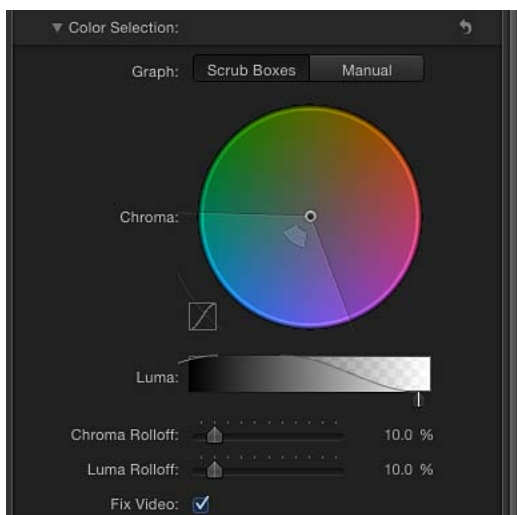 Color Selection:
Graph: Scrub Boxes Manual
Chroma:
Luma:
Chroma Rolloff: 10.0 %
Luma Rolloff: 10.0 %
Fix Video: